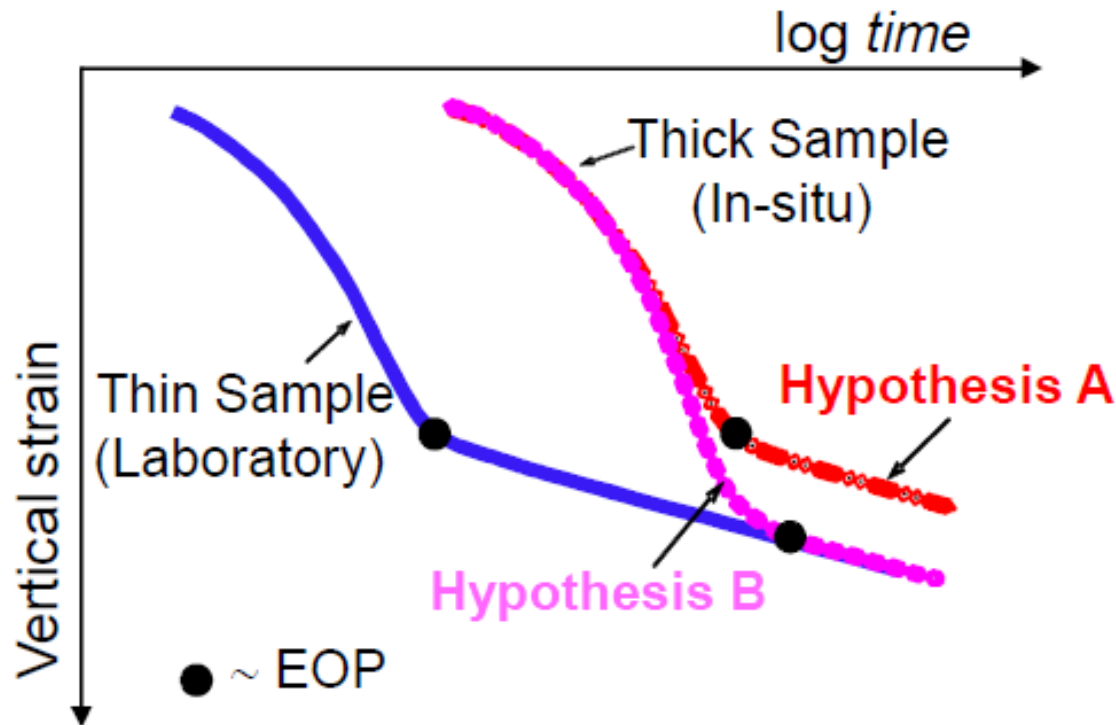 log time
Thick Sample
(In-situ)
Hypothesis A
Thin Sample
(Laboratory)
Vertical strain
Hypothesis B
~ EOP